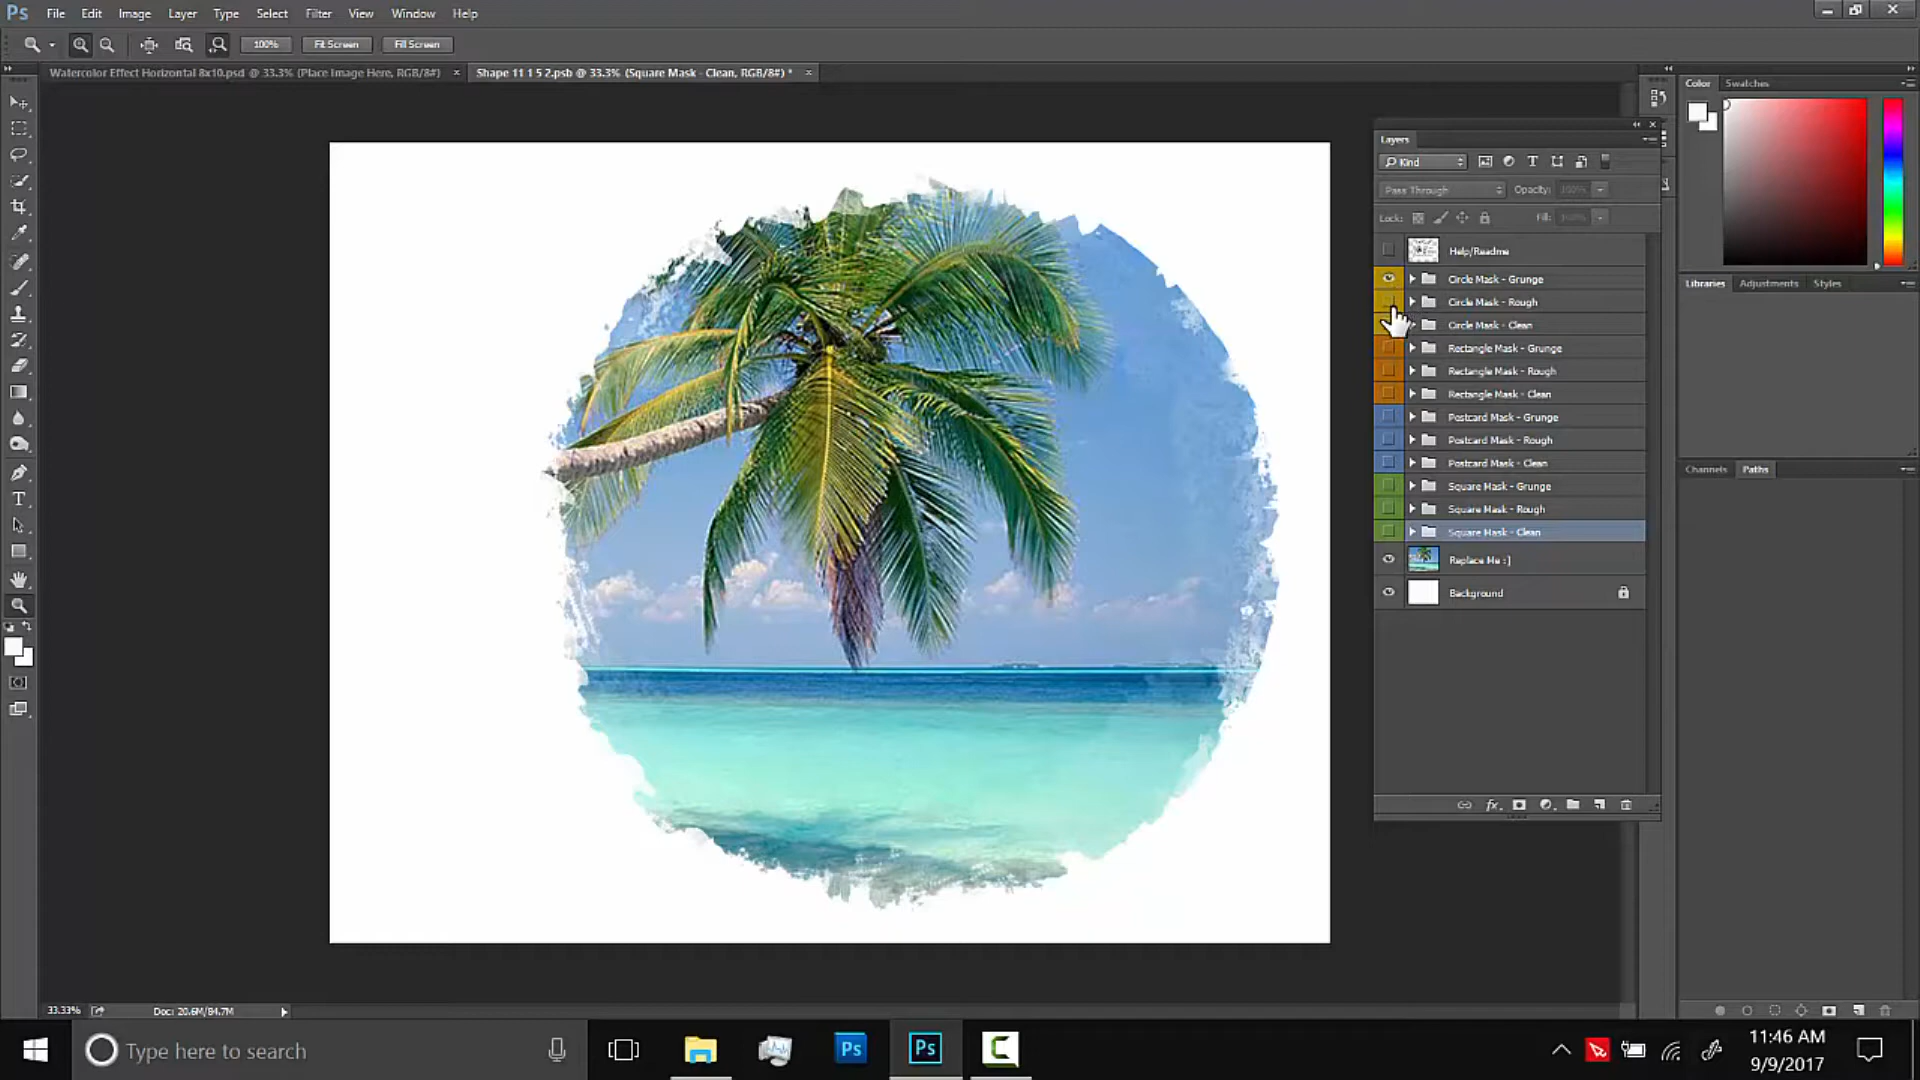 Ps File Edit Image Layer Type Select Filter View Window Help
100% Fit Screen Fill Screen
Watercolor Effect Horizontal 8x10.psd @ 33.3% (Place Image Here, RGB/8#) × Shape 11 1 5 2.psb @ 33.3% (Square Mask - Clean, RGB/8#) * ×
Color Swatches
Layers
Kind
Pass Through Opacity: 100%
Lock: Fill: 100%
Help/Readme
Circle Mask - Grunge
Circle Mask - Rough
Circle Mask - Clean
Rectangle Mask - Grunge
Rectangle Mask - Rough
Rectangle Mask - Clean
Postcard Mask - Grunge
Postcard Mask - Rough
Postcard Mask - Clean
Square Mask - Grunge
Square Mask - Rough
Square Mask - Clean
Replace Me :]
Background
fx
Libraries Adjustments Styles
Channels Paths
33.33% Doc: 20.6M/84.7M
Type here to search
Ps
Ps
C
11:46 AM
9/9/2017